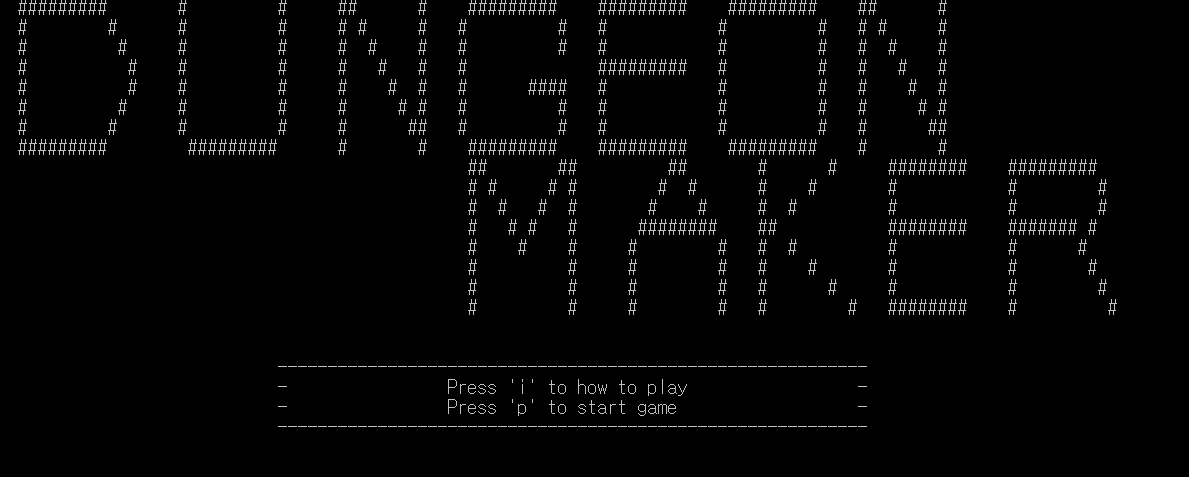 DUNGEON
MAKER
Press 'i' to how to play
Press 'p' to start game